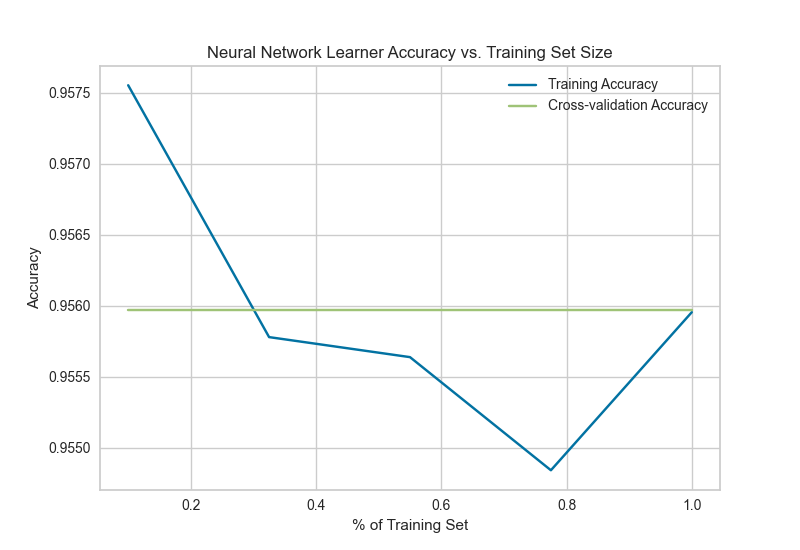 Neural Network Learner Accuracy vs. Training Set Size
Training Accuracy
Cross-validation Accuracy
0.9575
0.9570
0.9565
0.9560
0.9555
0.9550
Accuracy
0.2 0.4 0.6 0.8 1.0
% of Training Set